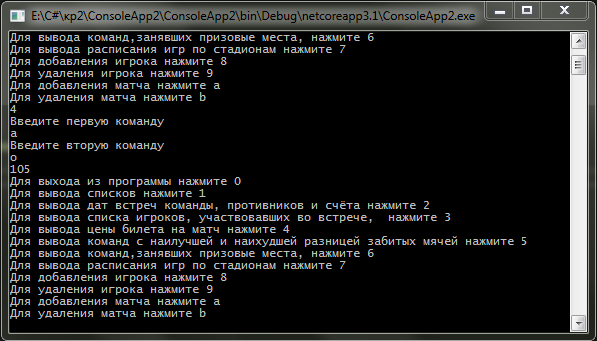 E:\C#\кр2\ConsoleApp2\ConsoleApp2\bin\Debug\netcoreapp3.1\ConsoleApp2.exe
Для вывода команд,занявших призовые места, нажмите 6
Для вывода расписания игр по стадионам нажмите 7
Для добавления игрока нажмите 8
Для удаления игрока нажмите 9
Для добавления матча нажмите a
Для удаления матча нажмите b
4
Введите первую команду
а
Введите вторую команду
о
105
Для выхода из программы нажмите 0
Для вывода списков нажмите 1
Для вывода дат встреч команды, противников и счёта нажмите 2
Для вывода списка игроков, участвовавших во встрече,  нажмите 3
Для вывода цены билета на матч нажмите 4
Для вывода команд с наилучшей и наихудшей разницей забитых мячей нажмите 5
Для вывода команд,занявших призовые места, нажмите 6
Для вывода расписания игр по стадионам нажмите 7
Для добавления игрока нажмите 8
Для удаления игрока нажмите 9
Для добавления матча нажмите a
Для удаления матча нажмите b